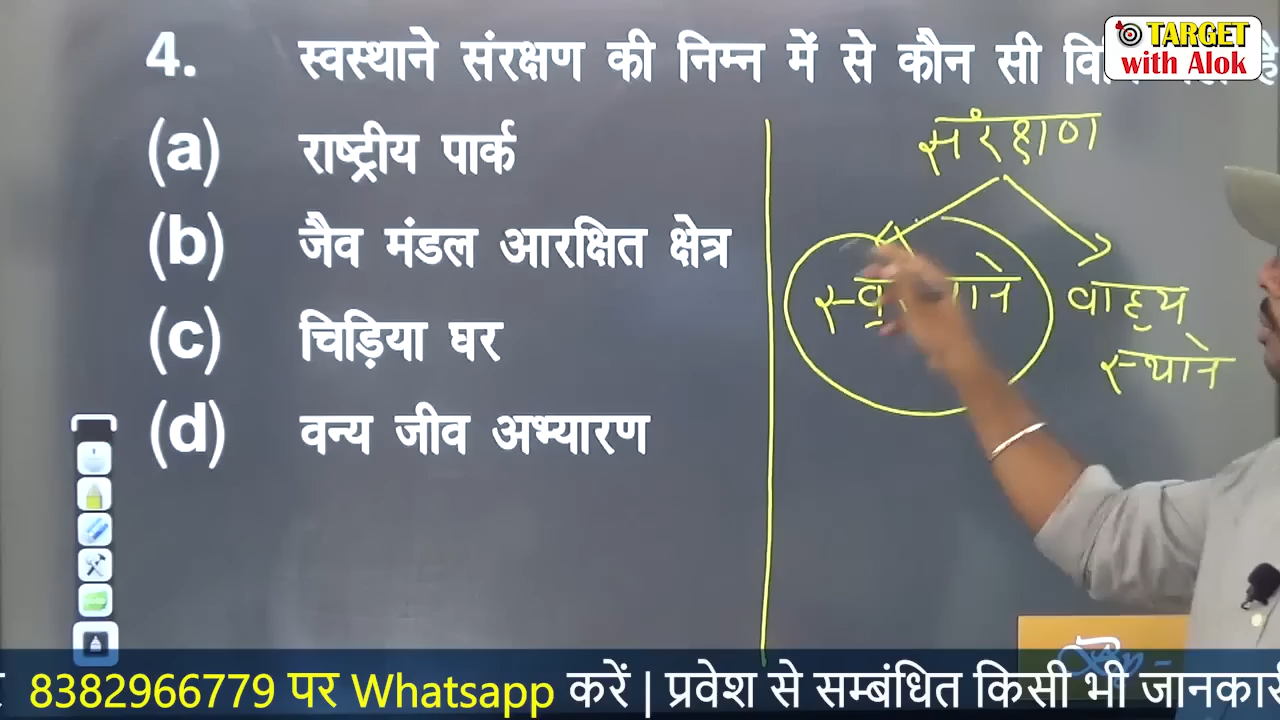 TARGET
with Alok
4. स्वस्थाने संरक्षण की निम्न में से कौन सी
(a) राष्ट्रीय पार्क
(b) जैव मंडल आरक्षित क्षेत्र
(c) चिड़िया घर
(d) वन्य जीव अभ्यारण
संरक्षण
वाह्य
स्थाने
8382966779 पर Whatsapp करें | प्रवेश से सम्बंधित किसी भी